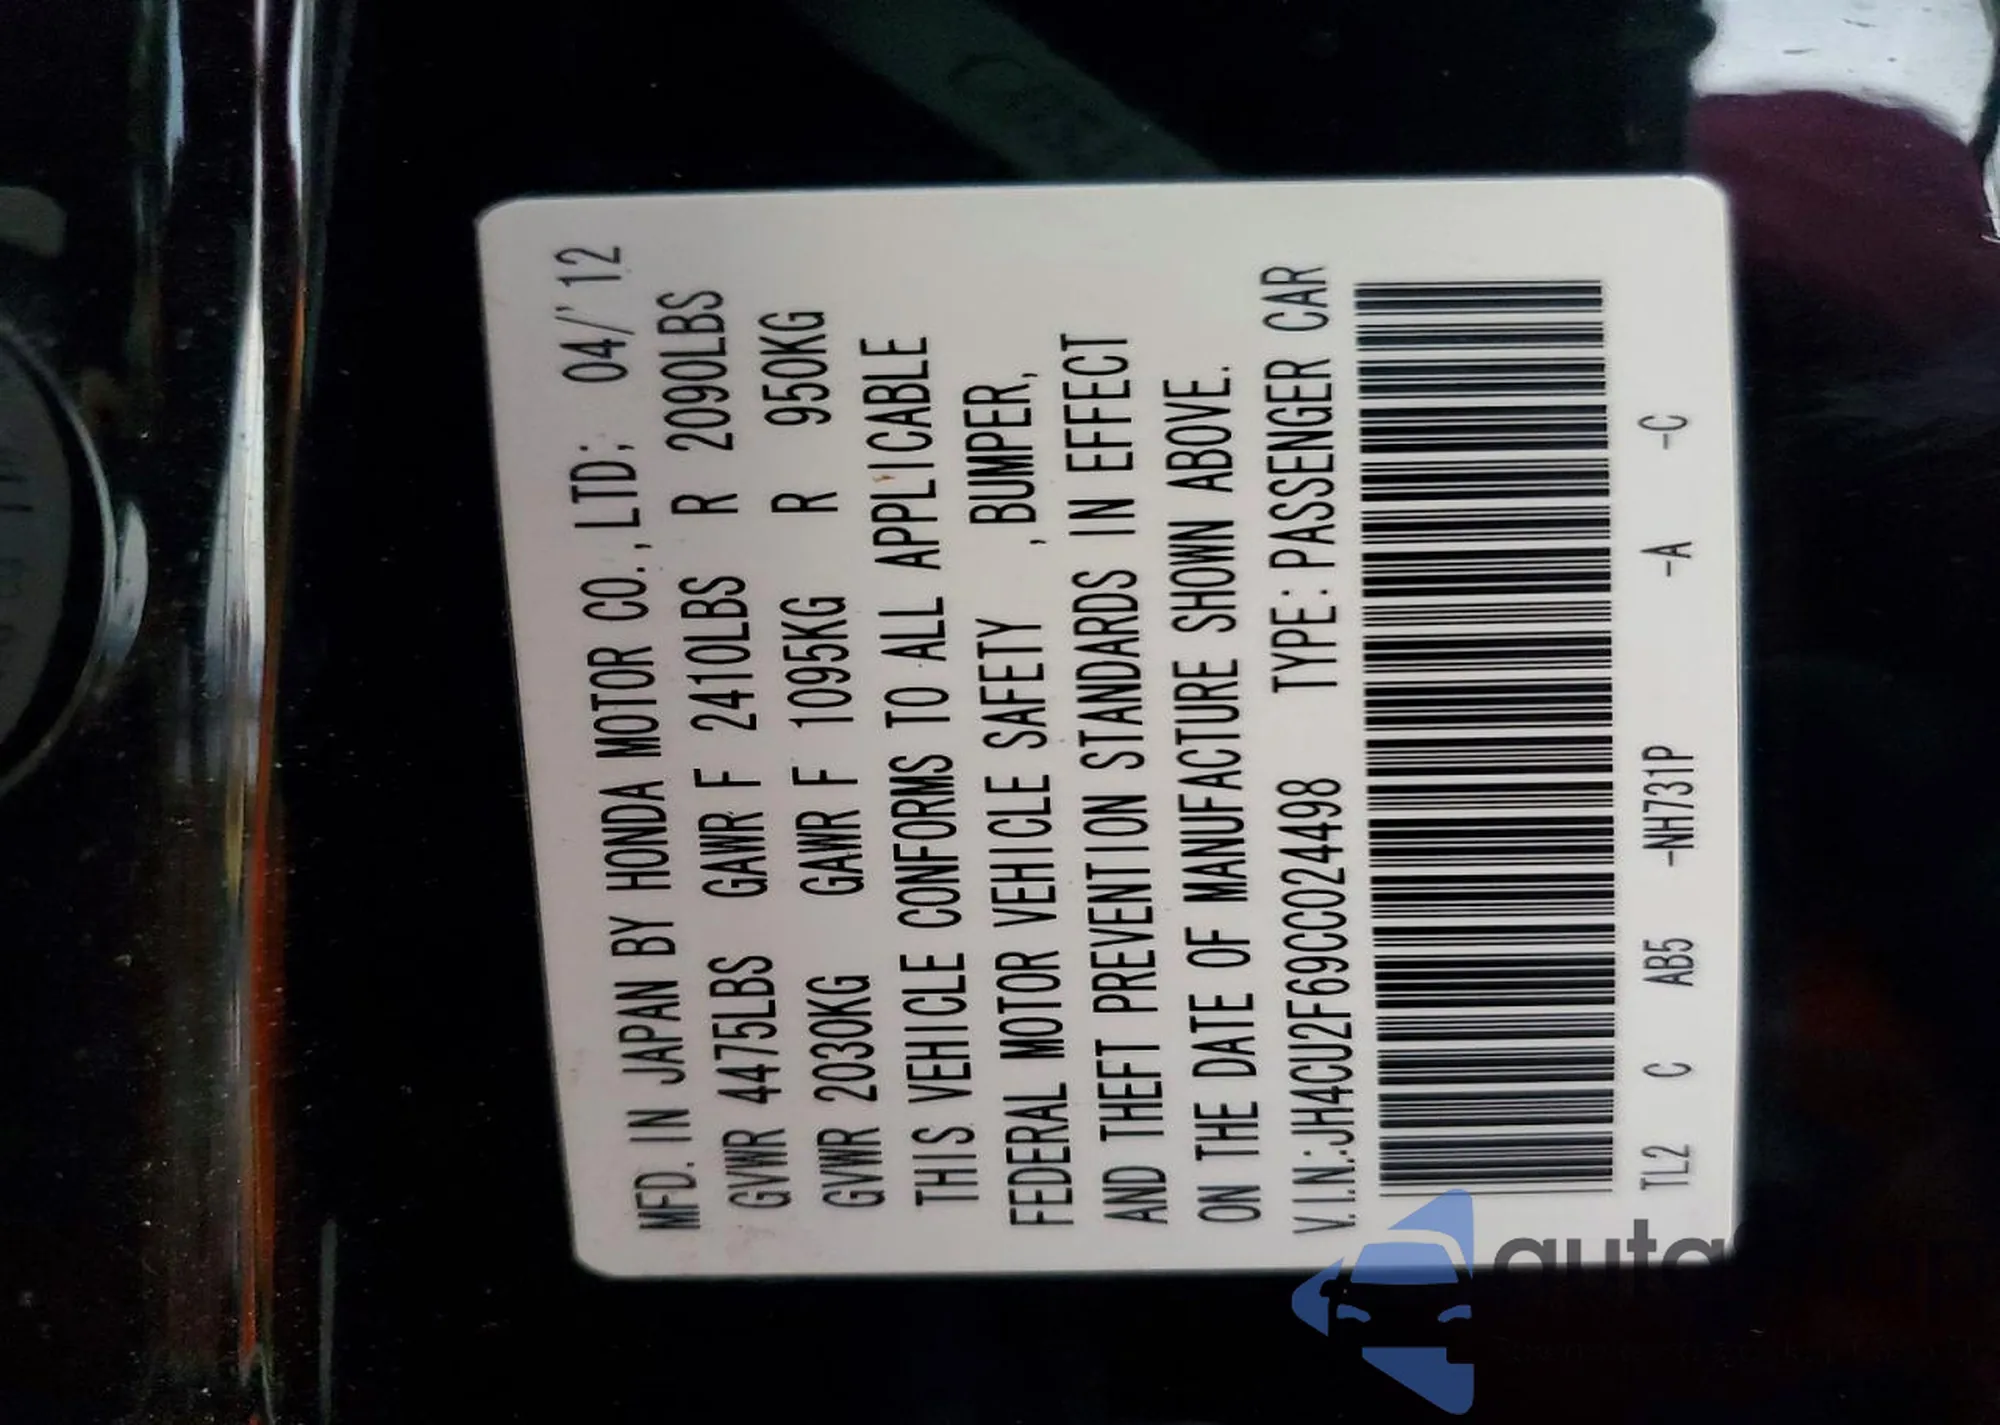 MFD. IN JAPAN BY HONDA MOTOR CO.,LTD; 04/'12
GVWR 4475LBS GAWR F 2410LBS R 2090LBS
GVWR 2030KG GAWR F 1095KG R 950KG
THIS VEHICLE CONFORMS TO ALL APPLICABLE
FEDERAL MOTOR VEHICLE SAFETY ,BUMPER,
AND THEFT PREVENTION STANDARDS IN EFFECT
ON THE DATE OF MANUFACTURE SHOWN ABOVE.
V.I.N.:JH4CU2F69CC024498 TYPE:PASSENGER CAR
TL2 C AB5 -NH731P -A -C